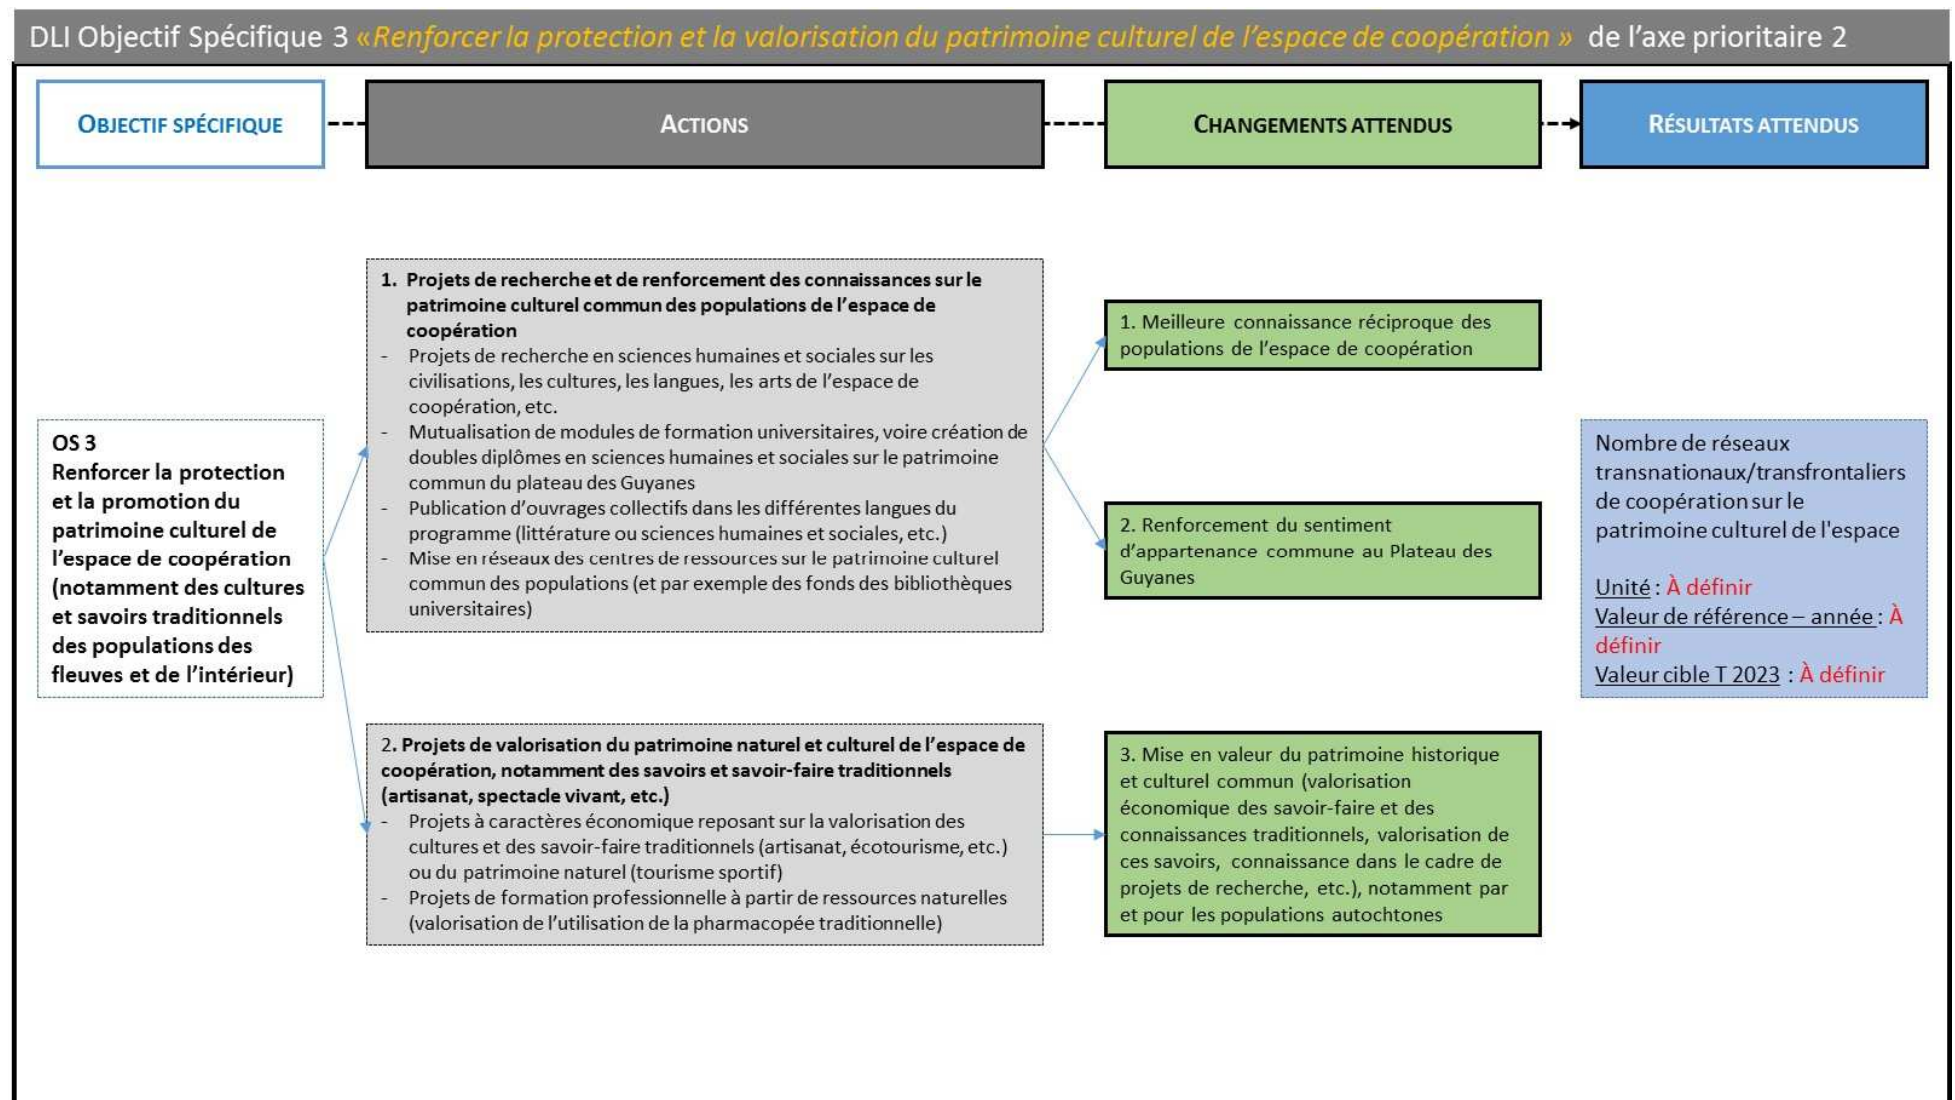 DLI Objectif Spécifique 3 «Renforcer la protection et la valorisation du patrimoine culturel de l’espace de coopération » de l’axe prioritaire 2
OBJECTIF SPÉCIFIQUE
ACTIONS
CHANGEMENTS ATTENDUS
RÉSULTATS ATTENDUS
OS 3
Renforcer la protection
et la promotion du
patrimoine culturel de
l’espace de coopération
(notamment des cultures
et savoirs traditionnels
des populations des
fleuves et de l’intérieur)
1. Projets de recherche et de renforcement des connaissances sur le
patrimoine culturel commun des populations de l’espace de
coopération
- Projets de recherche en sciences humaines et sociales sur les
civilisations, les cultures, les langues, les arts de l’espace de
coopération, etc.
- Mutualisation de modules de formation universitaires, voire création de
doubles diplômes en sciences humaines et sociales sur le patrimoine
commun du plateau des Guyanes
- Publication d’ouvrages collectifs dans les différentes langues du
programme (littérature ou sciences humaines et sociales, etc.)
- Mise en réseaux des centres de ressources sur le patrimoine culturel
commun des populations (et par exemple des fonds des bibliothèques
universitaires)
2. Projets de valorisation du patrimoine naturel et culturel de l’espace de
coopération, notamment des savoirs et savoir-faire traditionnels
(artisanat, spectacle vivant, etc.)
- Projets à caractères économique reposant sur la valorisation des
cultures et des savoir-faire traditionnels (artisanat, écotourisme, etc.)
ou du patrimoine naturel (tourisme sportif)
- Projets de formation professionnelle à partir de ressources naturelles
(valorisation de l’utilisation de la pharmacopée traditionnelle)
1. Meilleure connaissance réciproque des
populations de l’espace de coopération
2. Renforcement du sentiment
d’appartenance commune au Plateau des
Guyanes
3. Mise en valeur du patrimoine historique
et culturel commun (valorisation
économique des savoir-faire et des
connaissances traditionnels, valorisation de
ces savoirs, connaissance dans le cadre de
projets de recherche, etc.), notamment par
et pour les populations autochtones
Nombre de réseaux
transnationaux/transfrontaliers
de coopération sur le
patrimoine culturel de l'espace
Unité : À définir
Valeur de référence – année : À
définir
Valeur cible T 2023 : À définir